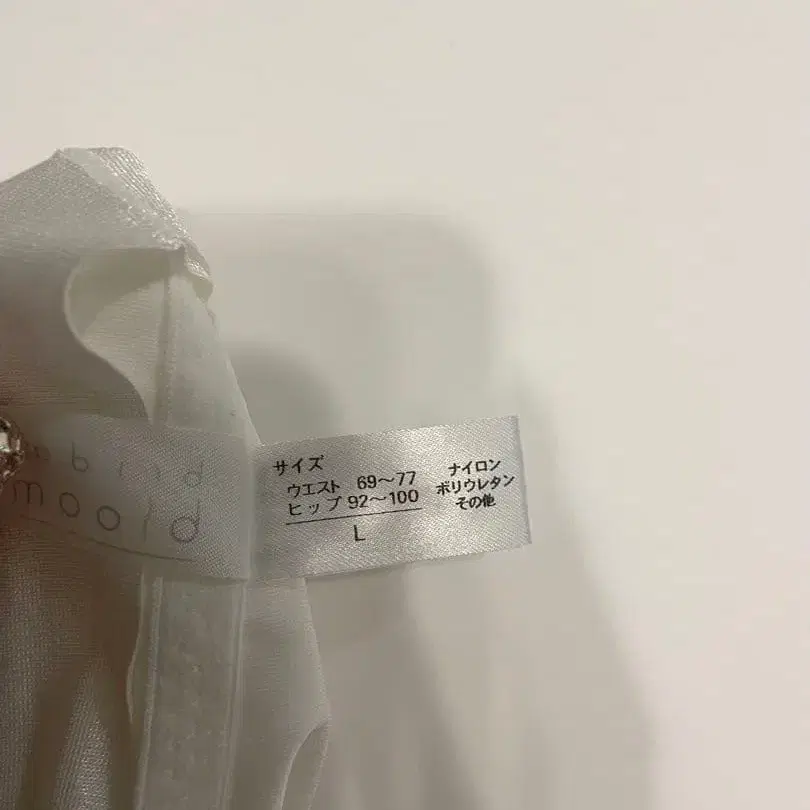 サイズ
ウエスト 69～77
ヒップ 92～100
L
ナイロン
ポリウレタン
その他